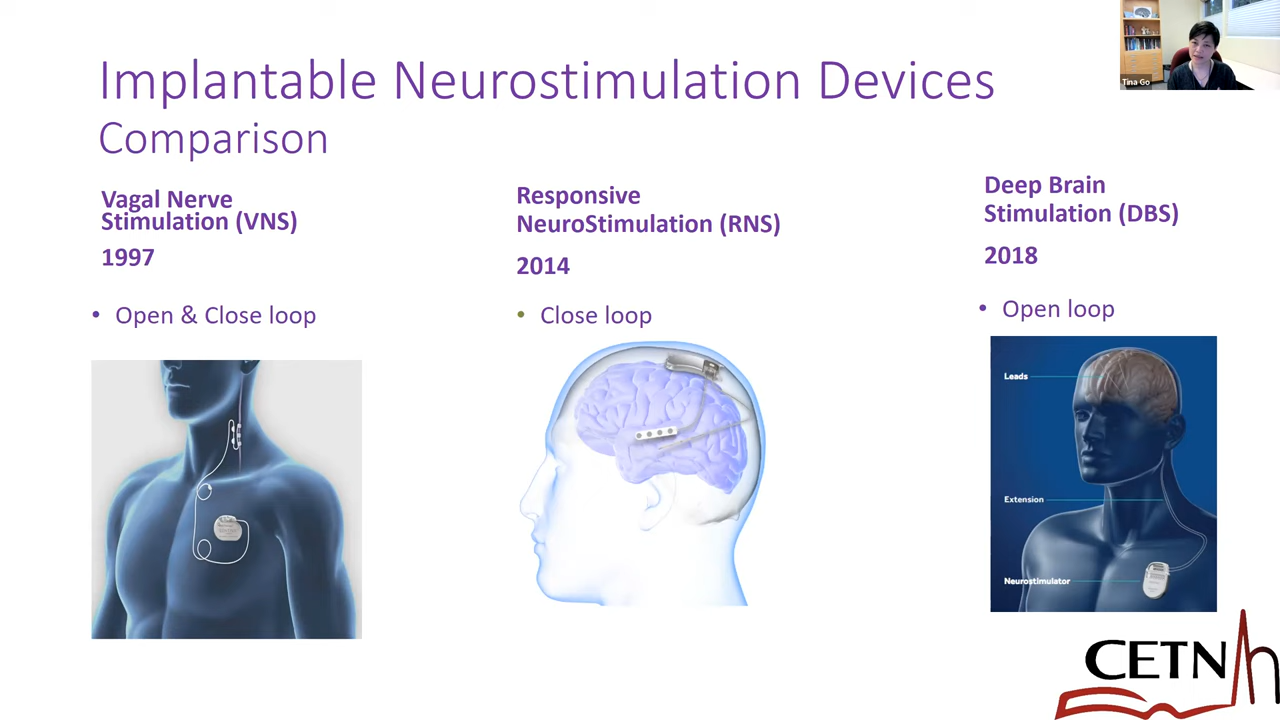 Implantable Neurostimulation Devices
Comparison
Tina Go
Vagal Nerve
Stimulation (VNS)
1997
• Open & Close loop
Responsive
NeuroStimulation (RNS)
2014
• Close loop
Deep Brain
Stimulation (DBS)
2018
• Open loop
Leads
Extension
Neurostimulator
CETN